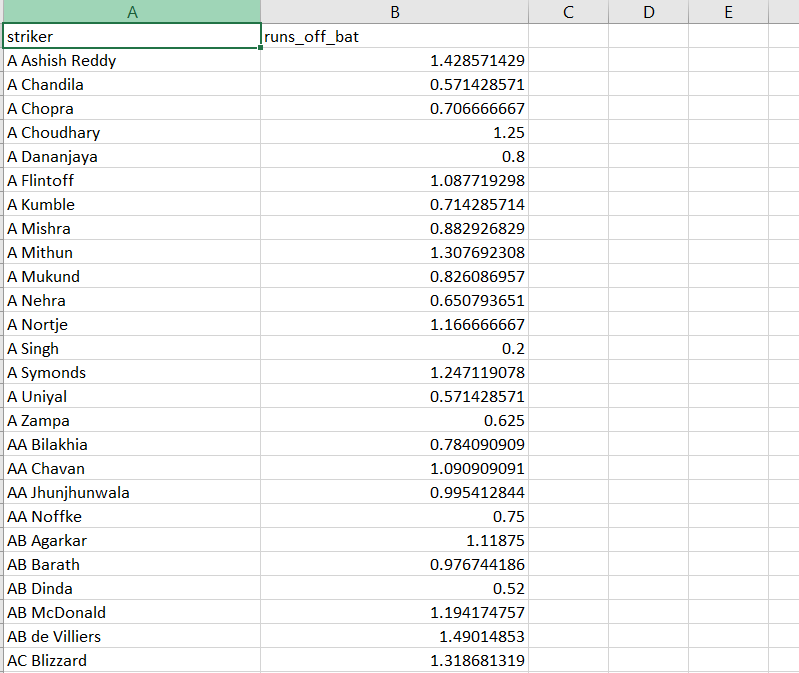 A B C D E
striker runs_off_bat
A Ashish Reddy 1.428571429
A Chandila 0.571428571
A Chopra 0.706666667
A Choudhary 1.25
A Dananjaya 0.8
A Flintoff 1.087719298
A Kumble 0.714285714
A Mishra 0.882926829
A Mithun 1.307692308
A Mukund 0.826086957
A Nehra 0.650793651
A Nortje 1.166666667
A Singh 0.2
A Symonds 1.247119078
A Uniyal 0.571428571
A Zampa 0.625
AA Bilakhia 0.784090909
AA Chavan 1.090909091
AA Jhunjhunwala 0.995412844
AA Noffke 0.75
AB Agarkar 1.11875
AB Barath 0.976744186
AB Dinda 0.52
AB McDonald 1.194174757
AB de Villiers 1.49014853
AC Blizzard 1.318681319